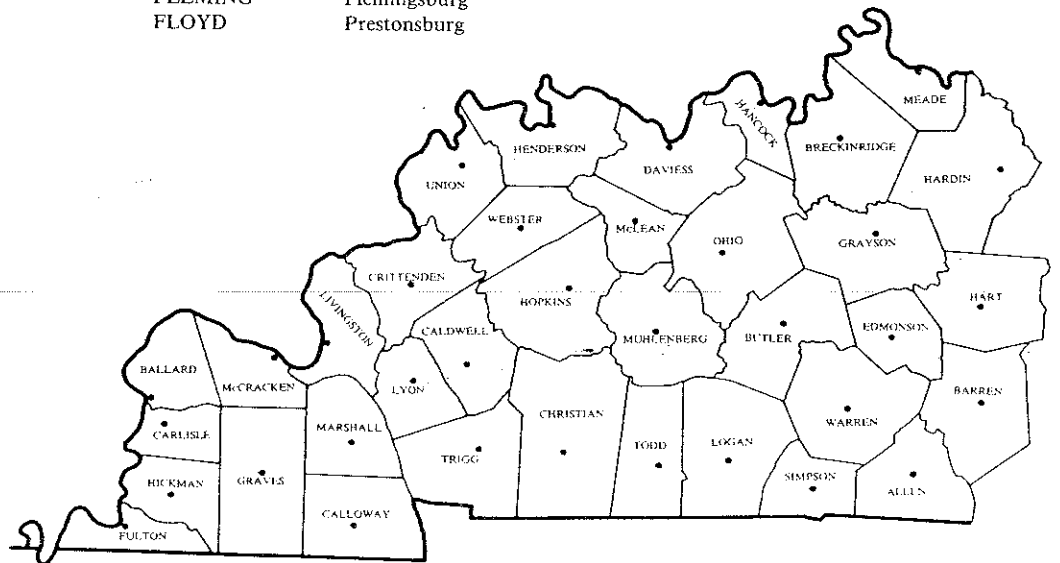 FLEMING Flemingsburg
FLOYD Prestonsburg
MEADE
HANCOCK
BRECKINRIDGE
HENDERSON
DAVIESS
HARDIN
UNION
WEBSTER
McLEAN
OHIO
GRAYSON
CRITTENDEN
HOPKINS
HART
LIVINGSTON
CALDWELL
MUHLENBERG
BUTLER
EDMONSON
BALLARD
McCRACKEN
LYON
BARREN
CARLISLE
MARSHALL
CHRISTIAN
WARREN
TRIGG
TODD
LOGAN
HICKMAN
GRAVES
SIMPSON
ALLEN
CALLOWAY
FULTON